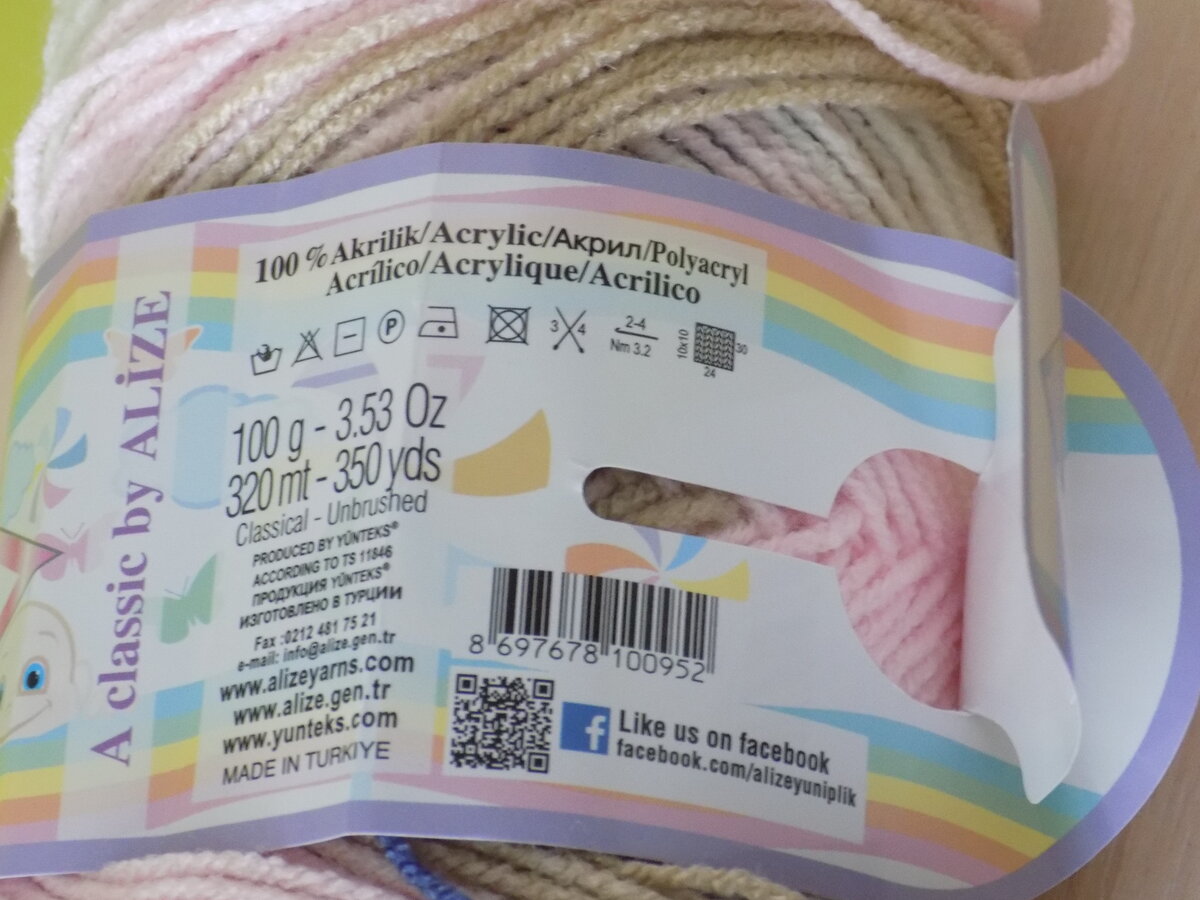 100 % Akrilik/Acrylic/Акрил/Polyacryl
Acrílico/Acrylique/Acrilico
P
3 4
2-4
Nm 3.2
10x10
30
24
100 g - 3.53 Oz
320 mt - 350 yds
Classical - Unbrushed
PRODUCED BY YÜNTEKS®
ACCORDING TO TS 11846
ПРОДУКЦИЯ YÜNTEKS®
ИЗГОТОВЛЕНО В ТУРЦИИ
Fax :0212 481 75 21
e-mail: info@alize.gen.tr
www.alizeyarns.com
www.alize.gen.tr
www.yunteks.com
MADE IN TURKIYE
A classic by ALİZE
8 697678 100952
f
Like us on facebook
facebook.com/alizeyuniplik